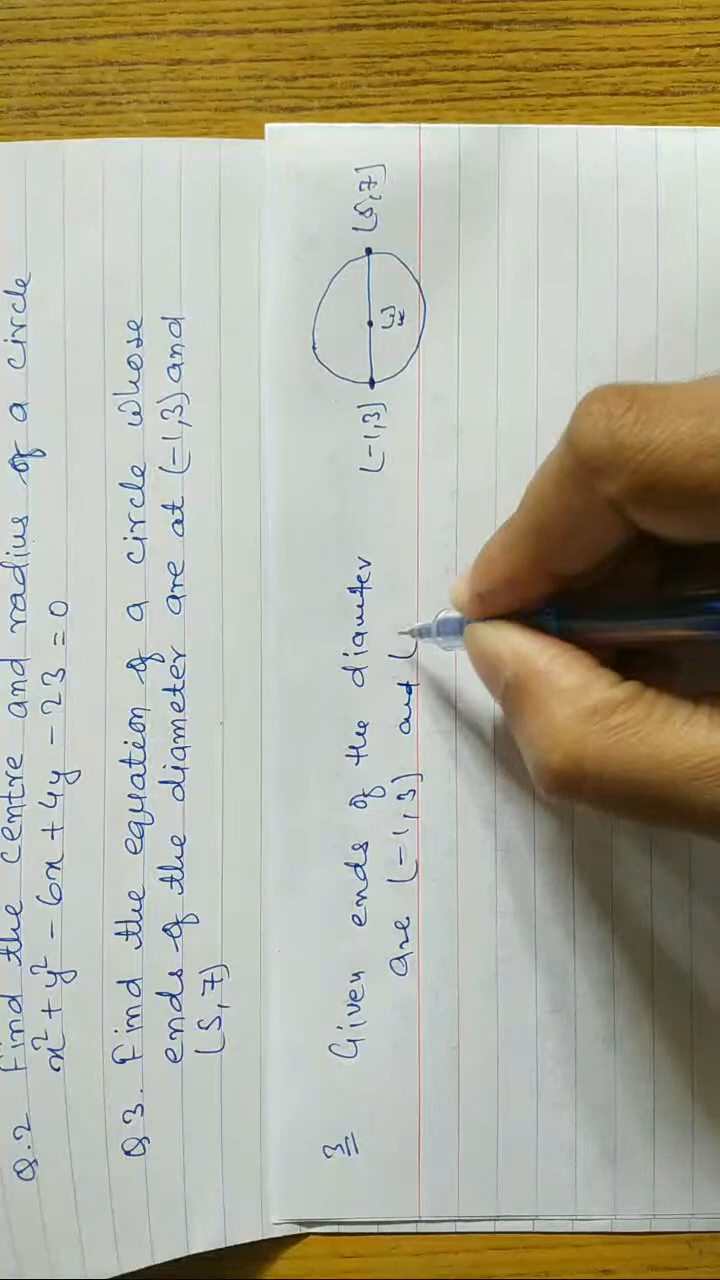 Q.2 Find the centre and radius of a circle
x² + y² - 6x + 4y - 23 = 0
Q3. Find the equation of a circle whose
ends of the diameter are at (-1,3) and
(5,7)
3 Given ends of the diameter
are (-1,3) and (
(-1,3)
(5,7)